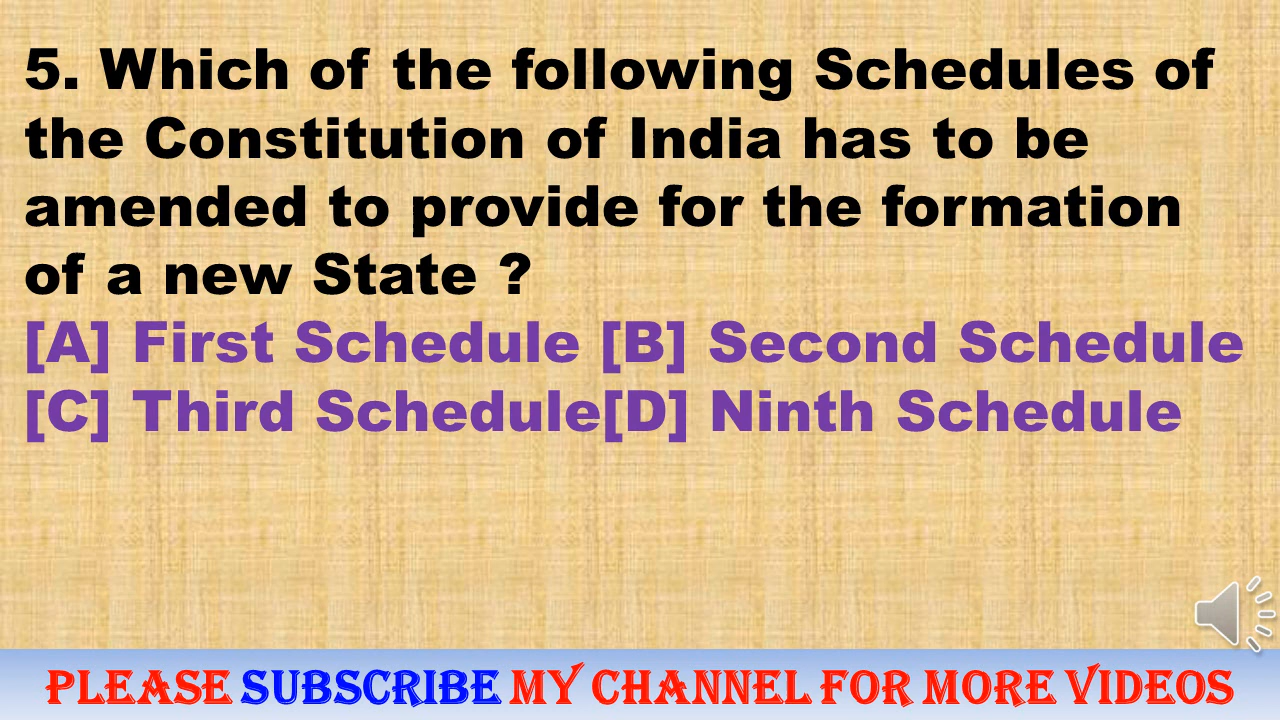 5. Which of the following Schedules of
the Constitution of India has to be
amended to provide for the formation
of a new State ?
[A] First Schedule [B] Second Schedule
[C] Third Schedule[D] Ninth Schedule
PLEASE SUBSCRIBE MY CHANNEL FOR MORE VIDEOS